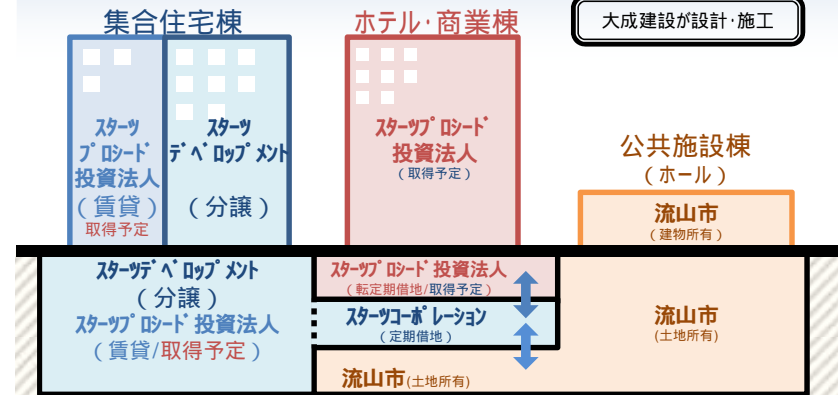 集合住宅棟
ホテル・商業棟
大成建設が設計・施工
ｽﾀｰﾂ
ﾌﾟﾛｼｰﾄﾞ
投資法人
(賃貸)
取得予定
ｽﾀｰﾂ
ﾃﾞﾍﾞﾛｯﾌﾟﾒﾝﾄ
(分譲)
ｽﾀｰﾂﾌﾟﾛｼｰﾄﾞ
投資法人
(取得予定)
公共施設棟
(ホール)
流山市
(建物所有)
ｽﾀｰﾂﾃﾞﾍﾞﾛｯﾌﾟﾒﾝﾄ
(分譲)
ｽﾀｰﾂﾌﾟﾛｼｰﾄﾞ投資法人
(賃貸/取得予定)
ｽﾀｰﾂﾌﾟﾛｼｰﾄﾞ投資法人
(転定期借地/取得予定)
ｽﾀｰﾂｺｰﾎﾟﾚｰｼｮﾝ
(定期借地)
流山市(土地所有)
流山市
(土地所有)